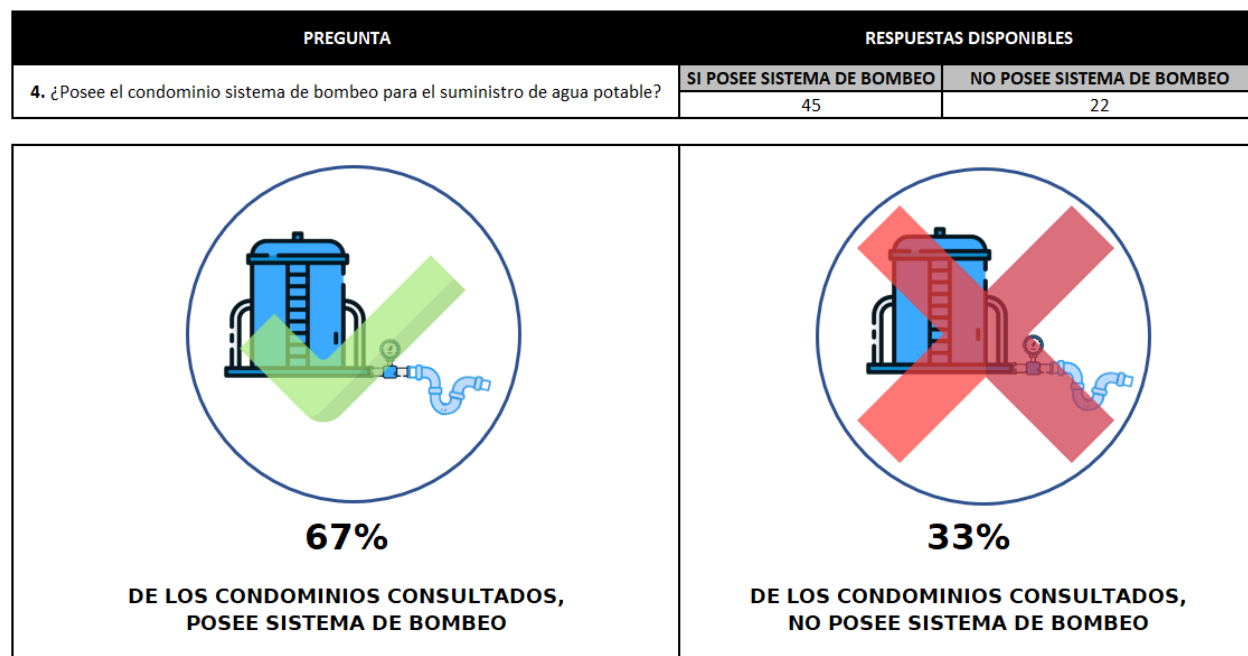 PREGUNTA
RESPUESTAS DISPONIBLES
4. ¿Posee el condominio sistema de bombeo para el suministro de agua potable?
SI POSEE SISTEMA DE BOMBEO
NO POSEE SISTEMA DE BOMBEO
45
22
67%
DE LOS CONDOMINIOS CONSULTADOS,
POSEE SISTEMA DE BOMBEO
33%
DE LOS CONDOMINIOS CONSULTADOS,
NO POSEE SISTEMA DE BOMBEO